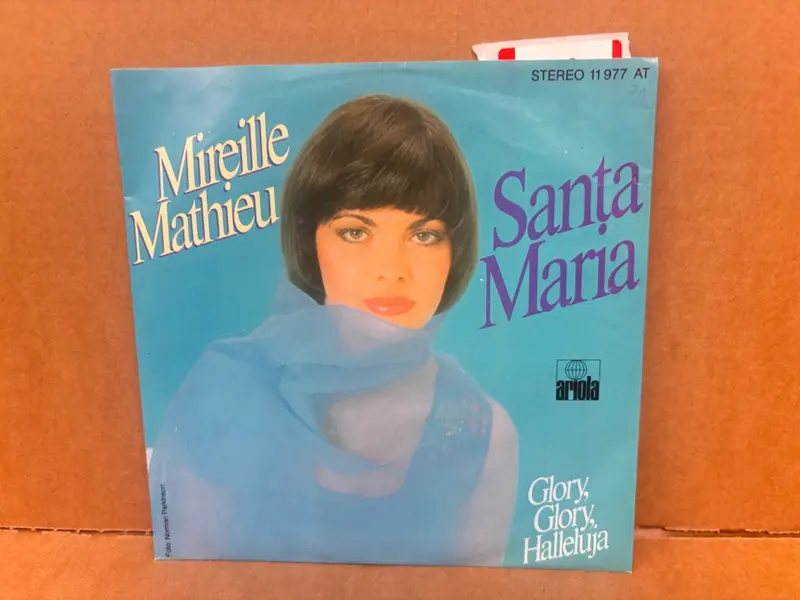 STEREO 11 977 AT
Mireille
Mathieu
Santa
Maria
ariola
Glory,
Glory,
Halleluja
Foto: Norman Parkinson